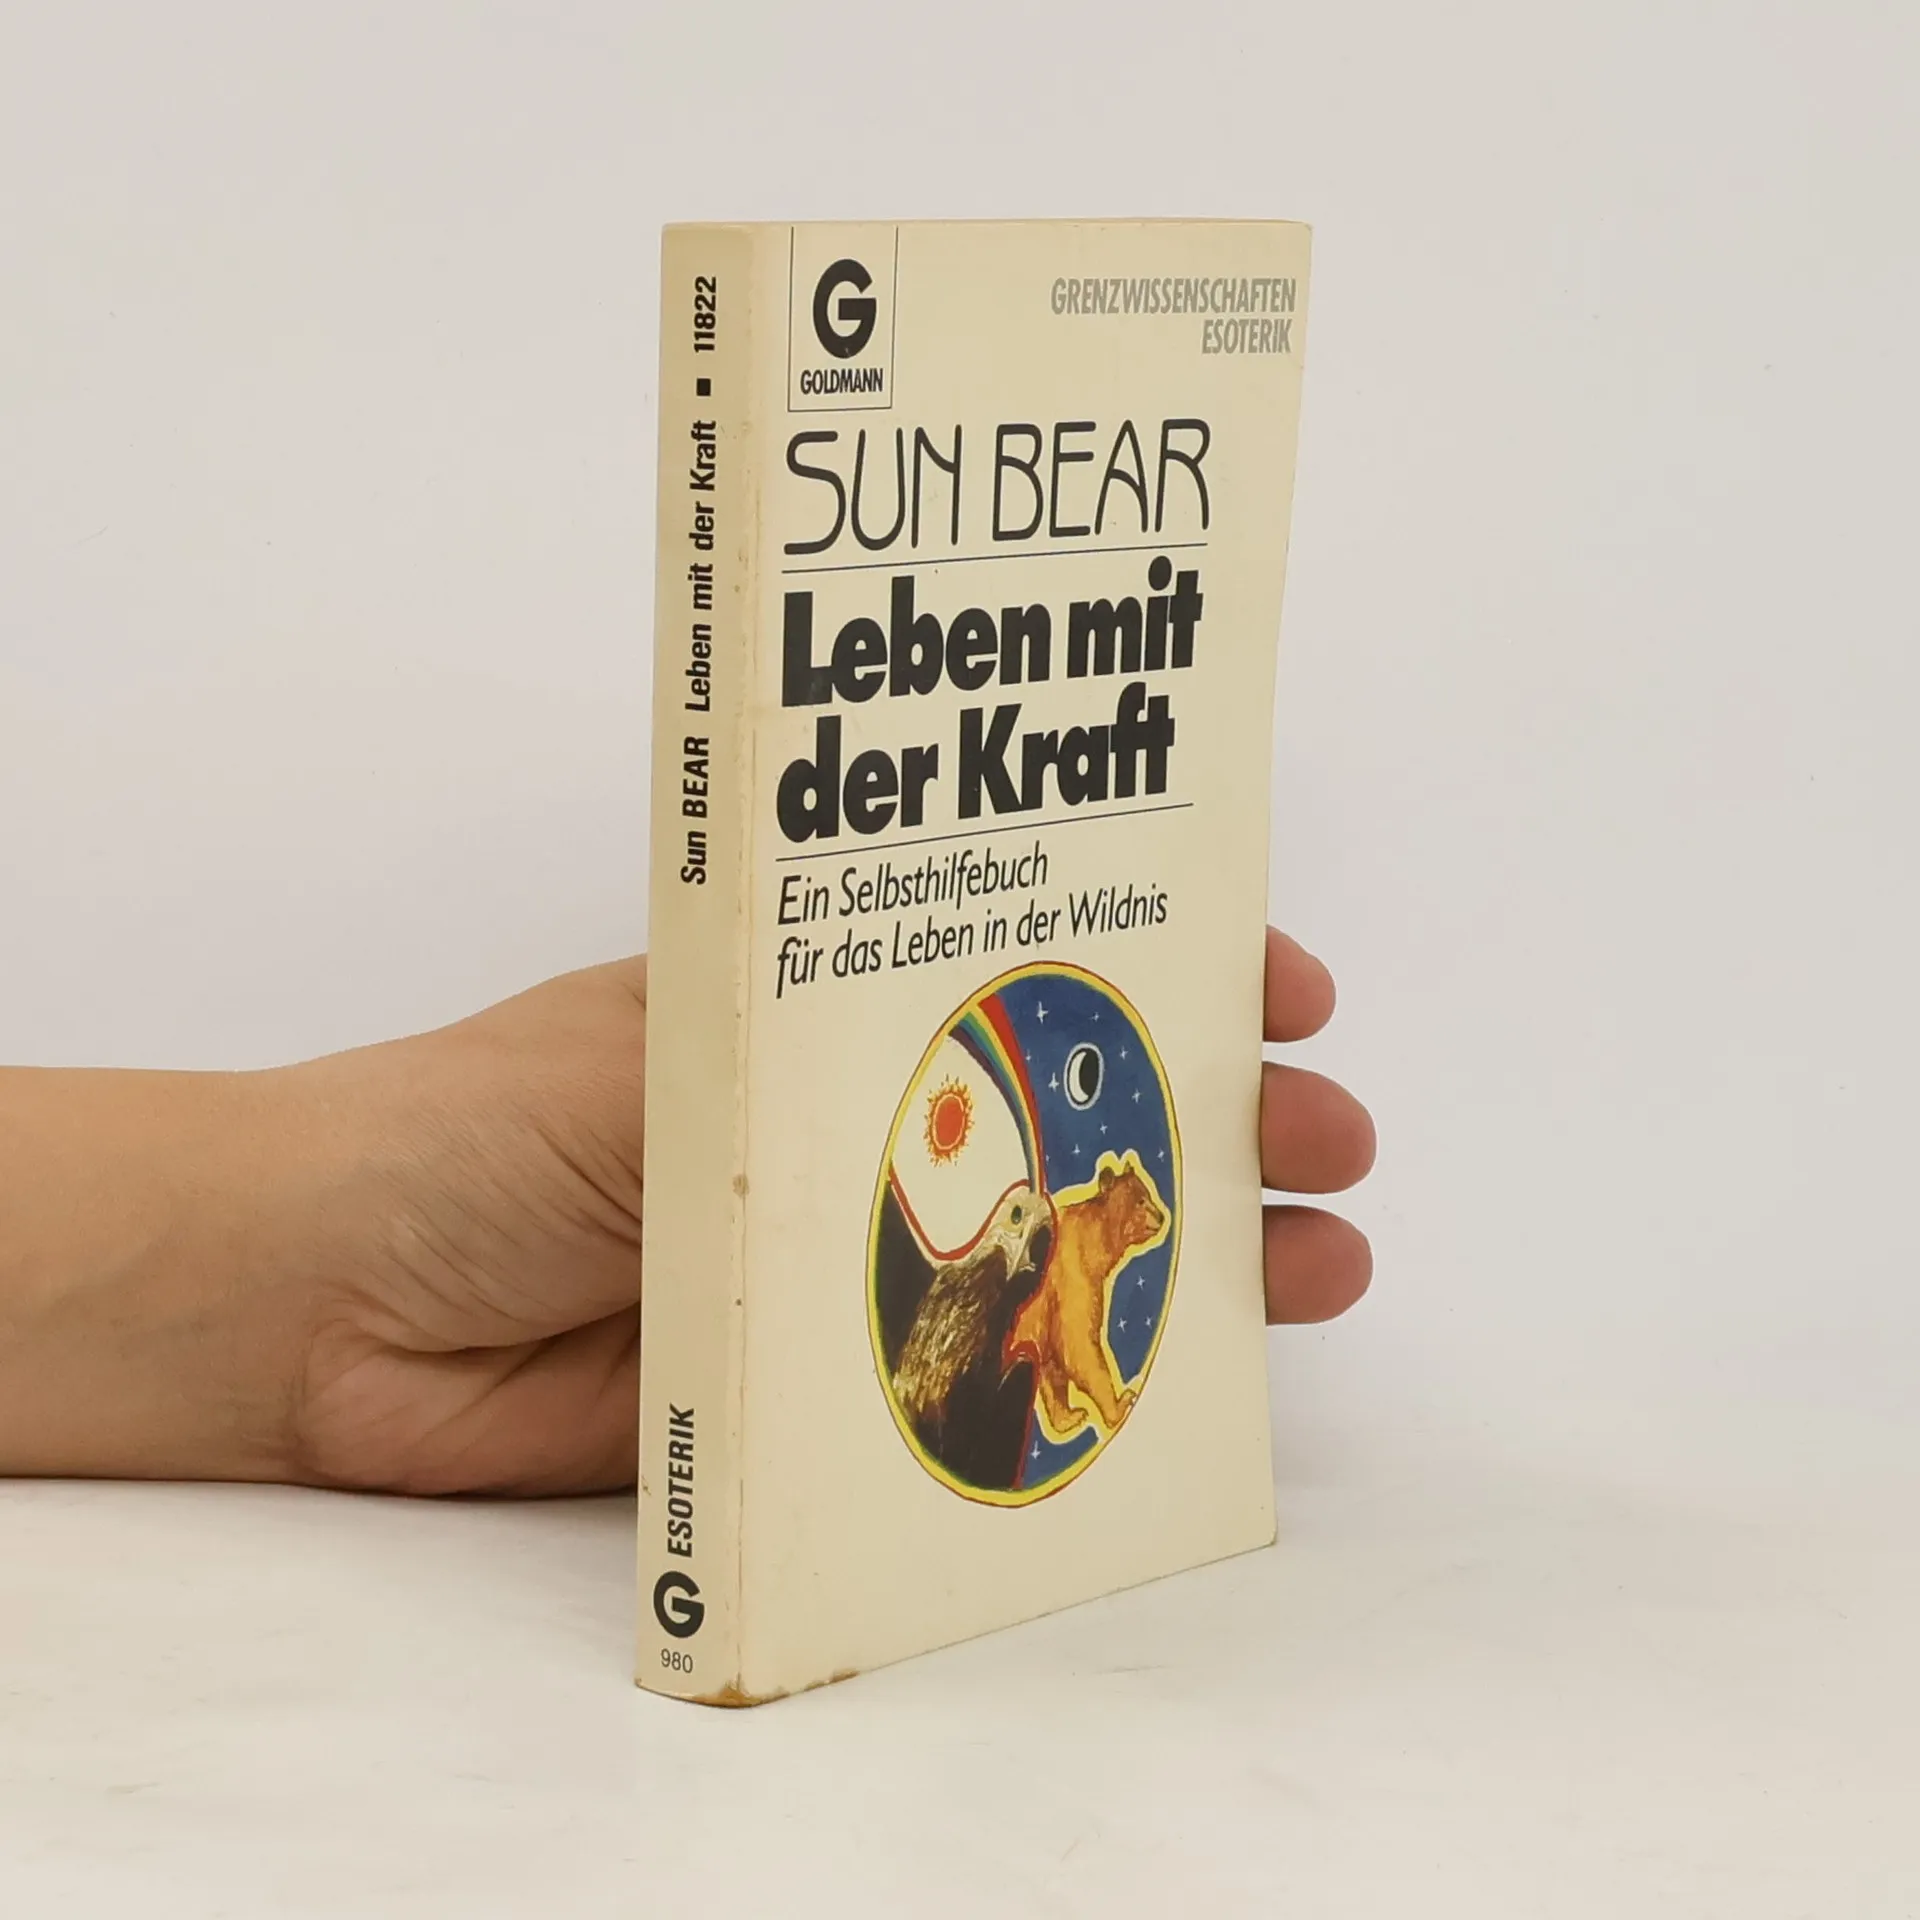 Sun BEAR Leben mit der Kraft ■ 11822
G ESOTERIK
980
G
GOLDMANN
GRENZWISSENSCHAFTEN
ESOTERIK
SUN BEAR
Leben mit
der Kraft
Ein Selbsthilfebuch
für das Leben in der Wildnis